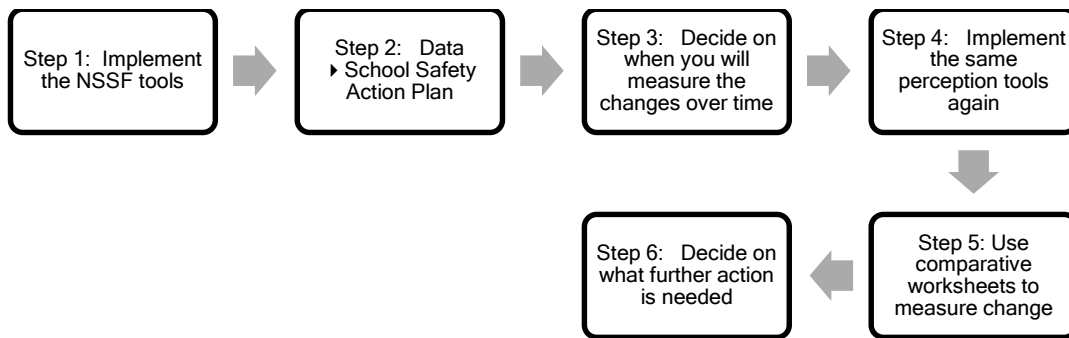 Step 1: Implement
the NSSF tools
Step 2: Data
School Safety
Action Plan
Step 3: Decide on
when you will
measure the
changes over time
Step 4: Implement
the same
perception tools
again
Step 5: Use
comparative
worksheets to
measure change
Step 6: Decide on
what further action
is needed